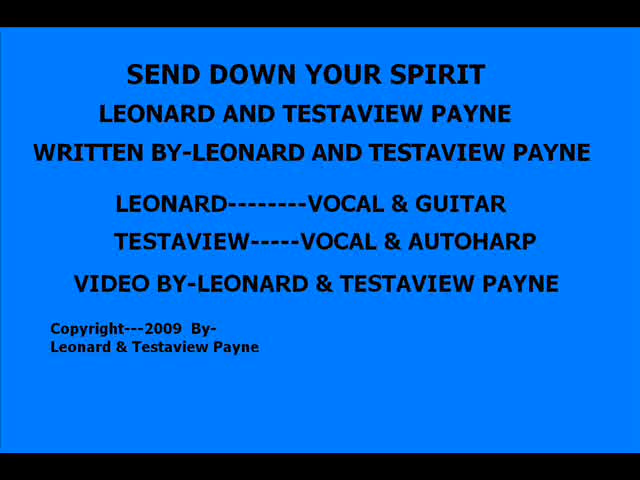 SEND DOWN YOUR SPIRIT
LEONARD AND TESTAVIEW PAYNE
WRITTEN BY-LEONARD AND TESTAVIEW PAYNE
LEONARD--------VOCAL & GUITAR
TESTAVIEW-----VOCAL & AUTOHARP
VIDEO BY-LEONARD & TESTAVIEW PAYNE
Copyright---2009 By-
Leonard & Testaview Payne